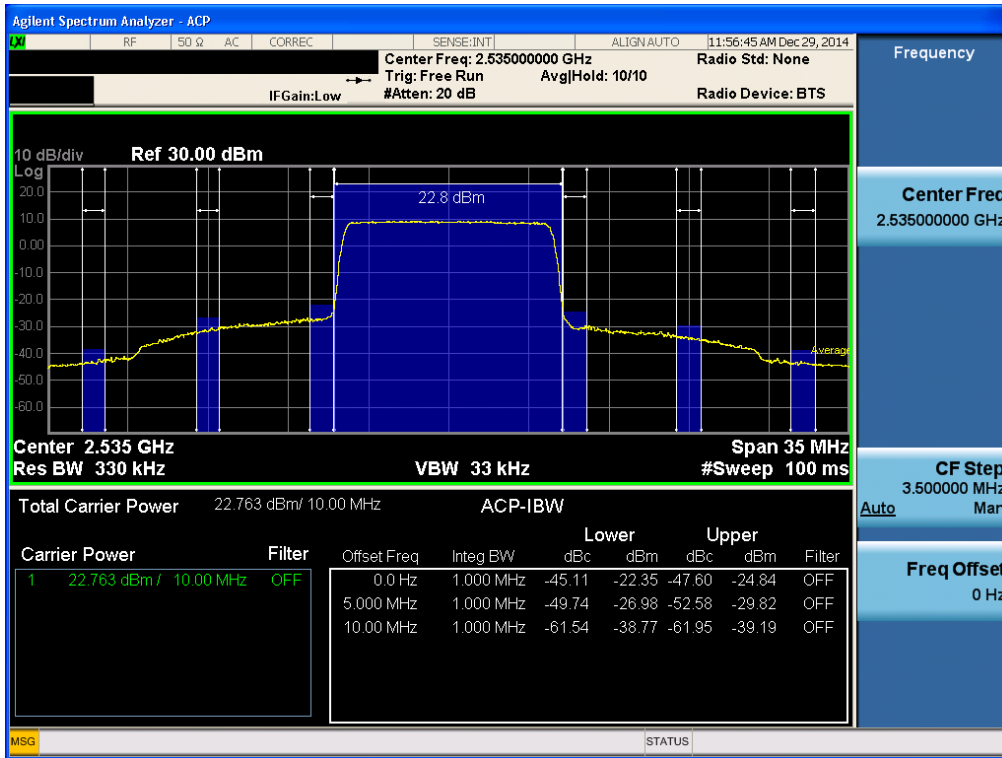 Agilent Spectrum Analyzer - ACP
LXI RF 50 Ω AC CORREC SENSE:INT ALIGN AUTO 11:56:45 AM Dec 29, 2014
Center Freq: 2.535000000 GHz Radio Std: None
Trig: Free Run Avg|Hold: 10/10
IFGain:Low #Atten: 20 dB Radio Device: BTS
Frequency
10 dB/div Ref 30.00 dBm
Log
22.8 dBm
20.0
10.0
0.00
-10.0
-20.0
-30.0
-40.0
-50.0
-60.0
Average
Center 2.535 GHz Span 35 MHz
Res BW 330 kHz VBW 33 kHz #Sweep 100 ms
Center Freq
2.535000000 GHz
CF Step
3.500000 MHz
Auto Man
Freq Offset
0 Hz
Total Carrier Power 22.763 dBm/ 10.00 MHz ACP-IBW
Lower Upper
Carrier Power Filter Offset Freq Integ BW dBc dBm dBc dBm Filter
1 22.763 dBm / 10.00 MHz OFF 0.0 Hz 1.000 MHz -45.11 -22.35 -47.60 -24.84 OFF
5.000 MHz 1.000 MHz -49.74 -26.98 -52.58 -29.82 OFF
10.00 MHz 1.000 MHz -61.54 -38.77 -61.95 -39.19 OFF
MSG STATUS